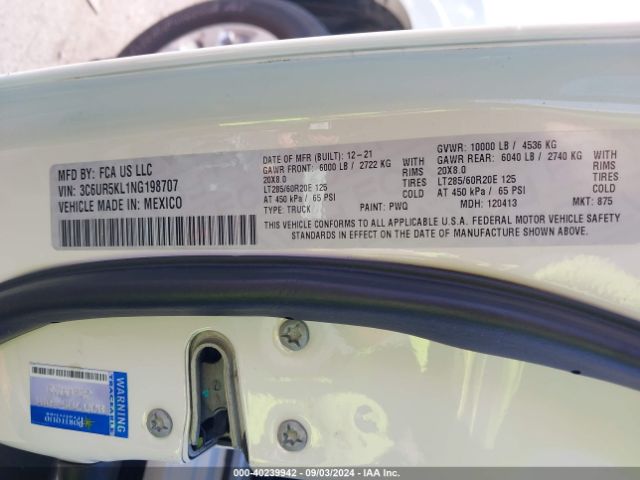 MFD BY: FCA US LLC
VIN: 3C6UR5KL1NG198707
VEHICLE MADE IN: MEXICO
DATE OF MFR (BUILT): 12-21
GAWR FRONT: 6000 LB / 2722 KG WITH
20X8.0 RIMS
LT285/60R20E 125 TIRES
AT 450 kPa / 65 PSI COLD
TYPE: TRUCK PAINT: PWQ
GVWR: 10000 LB / 4536 KG
GAWR REAR: 6040 LB / 2740 KG WITH
20X8.0 RIMS
LT285/60R20E 125 TIRES
AT 450 kPa / 65 PSI COLD
MDH: 120413 MKT: 875
THIS VEHICLE CONFORMS TO ALL APPLICABLE U.S.A. FEDERAL MOTOR VEHICLE SAFETY
STANDARDS IN EFFECT ON THE DATE OF MANUFACTURE SHOWN ABOVE.
WARNING
PORTFOLIO
Protection
000-40239942 - 09/03/2024 - IAA Inc.